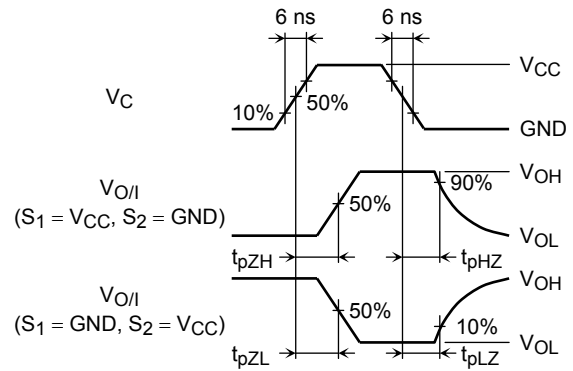 6 ns 6 ns
V_CC
V_C
10%
50%
GND
V_OH
V_O/I
90%
(S_1 = V_CC, S_2 = GND)
50%
V_OL
t_pZH t_pHZ
V_OH
V_O/I
50%
(S_1 = GND, S_2 = V_CC)
10%
V_OL
t_pZL t_pLZ